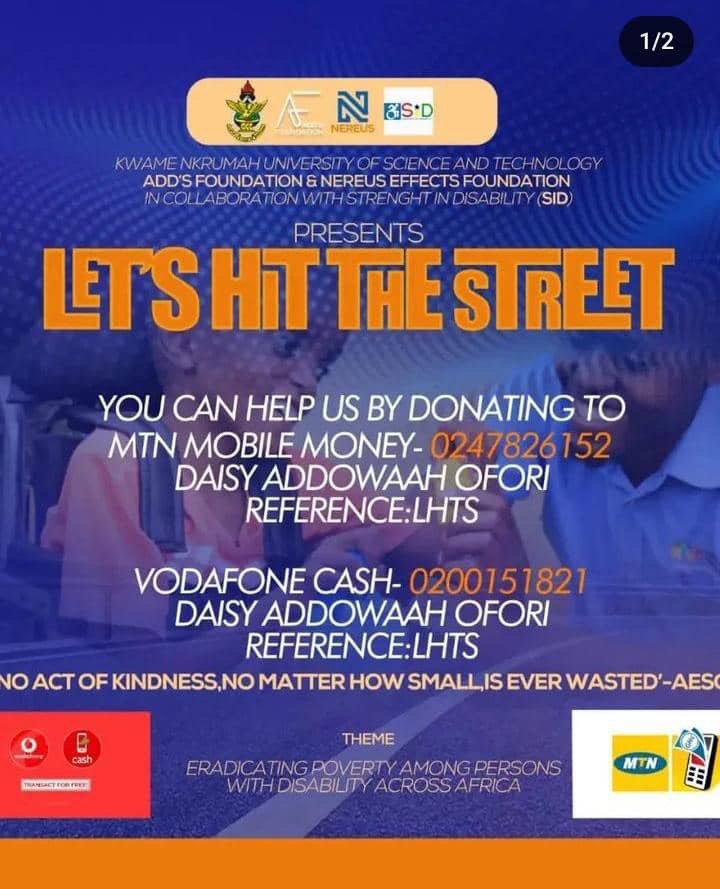 1/2
AF
FOUNDATION
NEREUS
S.D
KWAME NKRUMAH UNIVERSITY OF SCIENCE AND TECHNOLOGY
ADD'S FOUNDATION & NEREUS EFFECTS FOUNDATION
IN COLLABORATION WITH STRENGHT IN DISABILITY (SID)
PRESENTS
LET'S HIT THE STREET
YOU CAN HELP US BY DONATING TO
MTN MOBILE MONEY- 0247826152
DAISY ADDOWAAH OFORI
REFERENCE:LHTS
VODAFONE CASH- 0200151821
DAISY ADDOWAAH OFORI
REFERENCE:LHTS
NO ACT OF KINDNESS,NO MATTER HOW SMALL,IS EVER WASTED'-AESO
vodafone
cash
TRANSACT FOR FREE!
THEME
ERADICATING POVERTY AMONG PERSONS
WITH DISABILITY ACROSS AFRICA
MTN